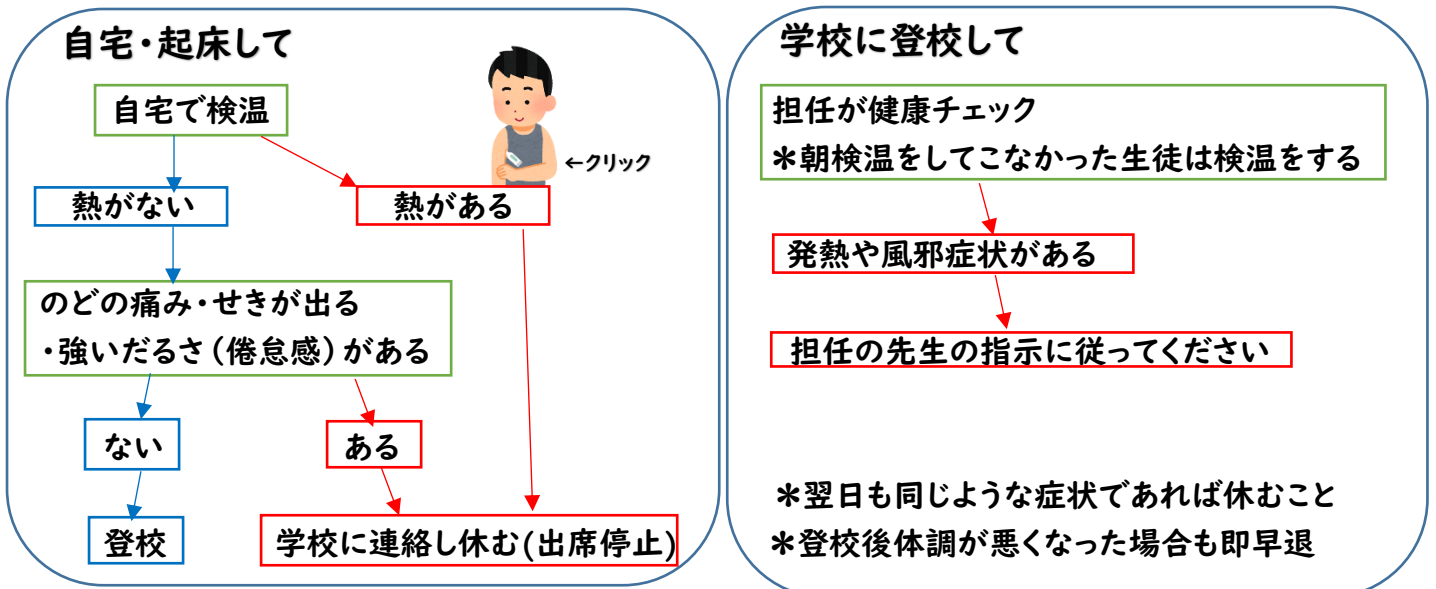 自宅・起床して
自宅で検温
←クリック
熱がない
熱がある
のどの痛み・せきが出る
・強いだるさ(倦怠感)がある
ない
ある
登校
学校に連絡し休む(出席停止)
学校に登校して
担任が健康チェック
＊朝検温をしてこなかった生徒は検温をする
発熱や風邪症状がある
担任の先生の指示に従ってください
＊翌日も同じような症状であれば休むこと
＊登校後体調が悪くなった場合も即早退